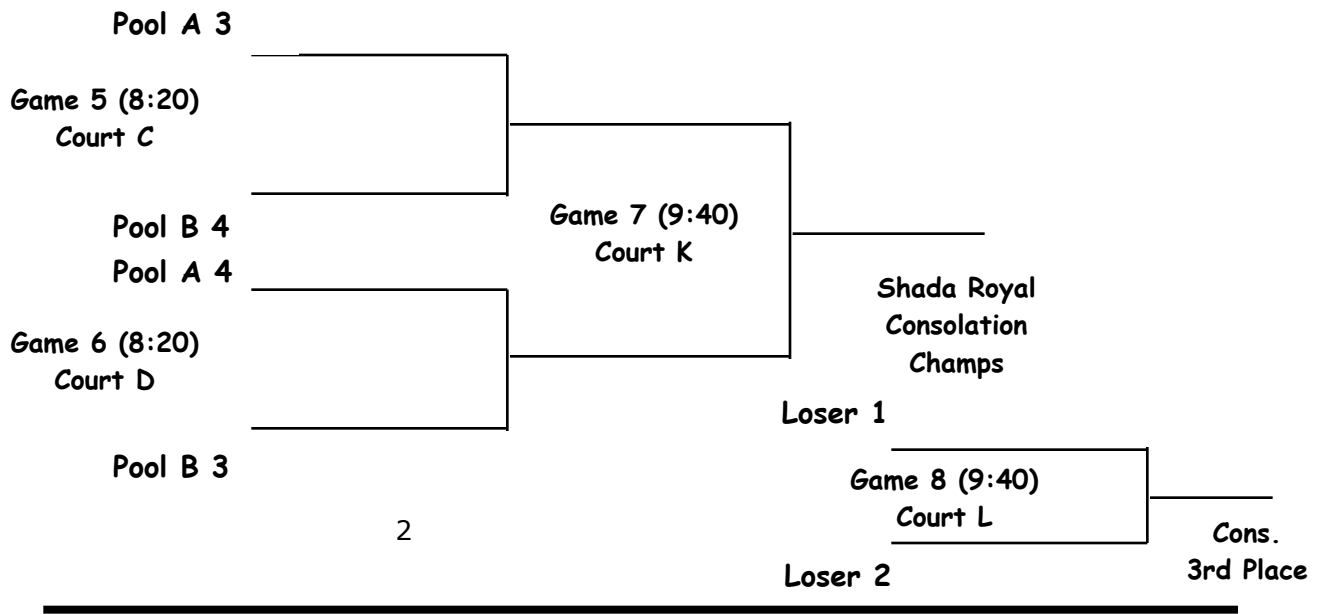 Pool A 3
Game 5 (8:20)
Court C
Pool B 4
Pool A 4
Game 6 (8:20)
Court D
Pool B 3
Game 7 (9:40)
Court K
Shada Royal
Consolation
Champs
Loser 1
Game 8 (9:40)
Court L
Loser 2
Cons.
3rd Place
2